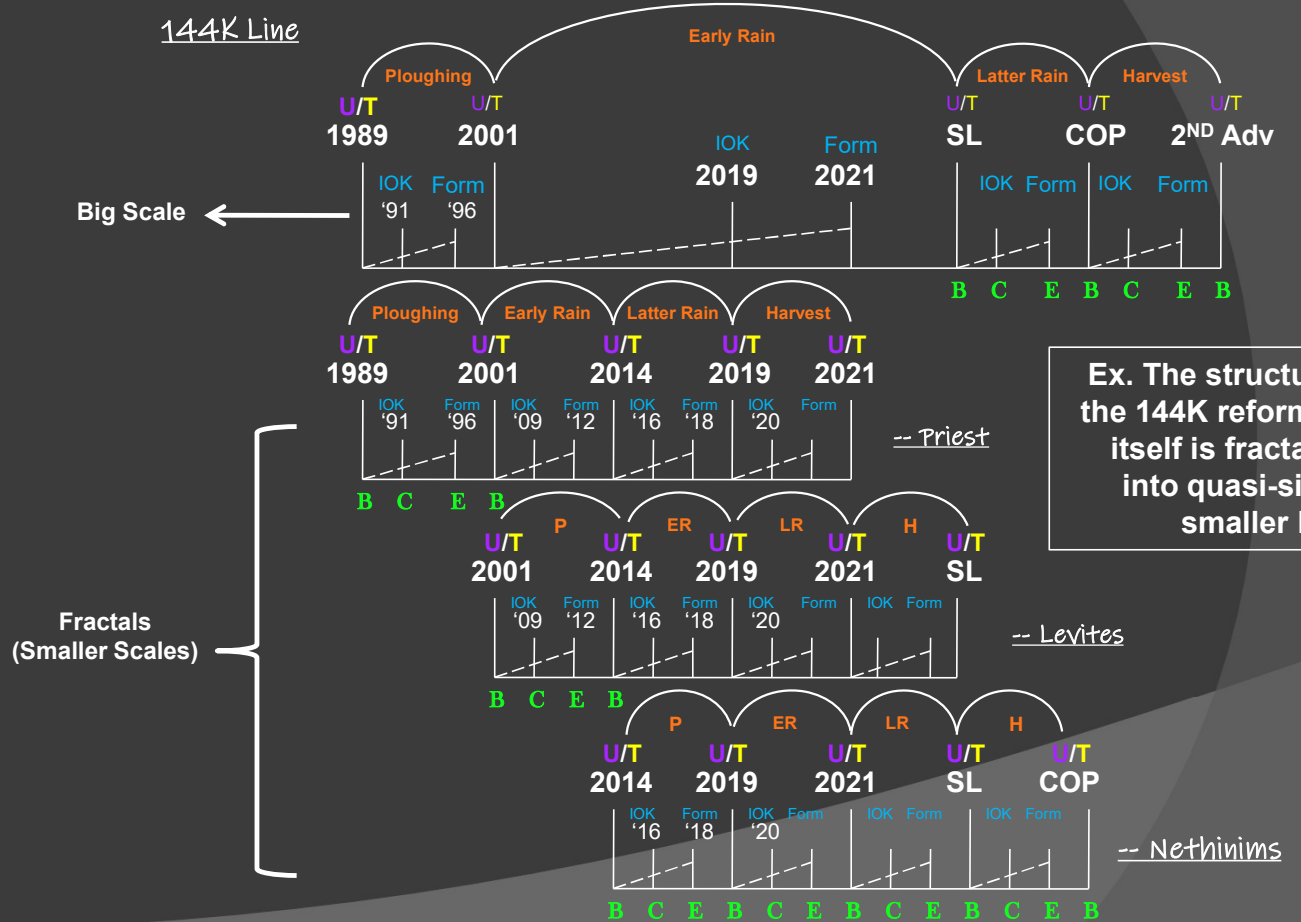 144K Line
Early Rain
Ploughing Latter Rain Harvest
U/T U/T U/T U/T U/T
1989 2001 SL COP 2ND Adv
IOK Form
2019 2021
IOK Form IOK Form IOK Form
'91 '96
Big Scale
B C E B C E B
Ploughing Early Rain Latter Rain Harvest
U/T U/T U/T U/T U/T
1989 2001 2014 2019 2021
IOK Form IOK Form IOK Form IOK Form
'91 '96 '09 '12 '16 '18 '20
-- Priest
B C E B
Ex. The structu
the 144K reform
itself is fracta
into quasi-si
smaller l
P ER LR H
U/T U/T U/T U/T U/T
2001 2014 2019 2021 SL
IOK Form IOK Form IOK Form IOK Form
'09 '12 '16 '18 '20
-- Levites
Fractals
(Smaller Scales)
B C E B
P ER LR H
U/T U/T U/T U/T U/T
2014 2019 2021 SL COP
IOK Form IOK Form IOK Form IOK Form
'16 '18 '20
-- Nethinims
B C E B C E B C E B C E B